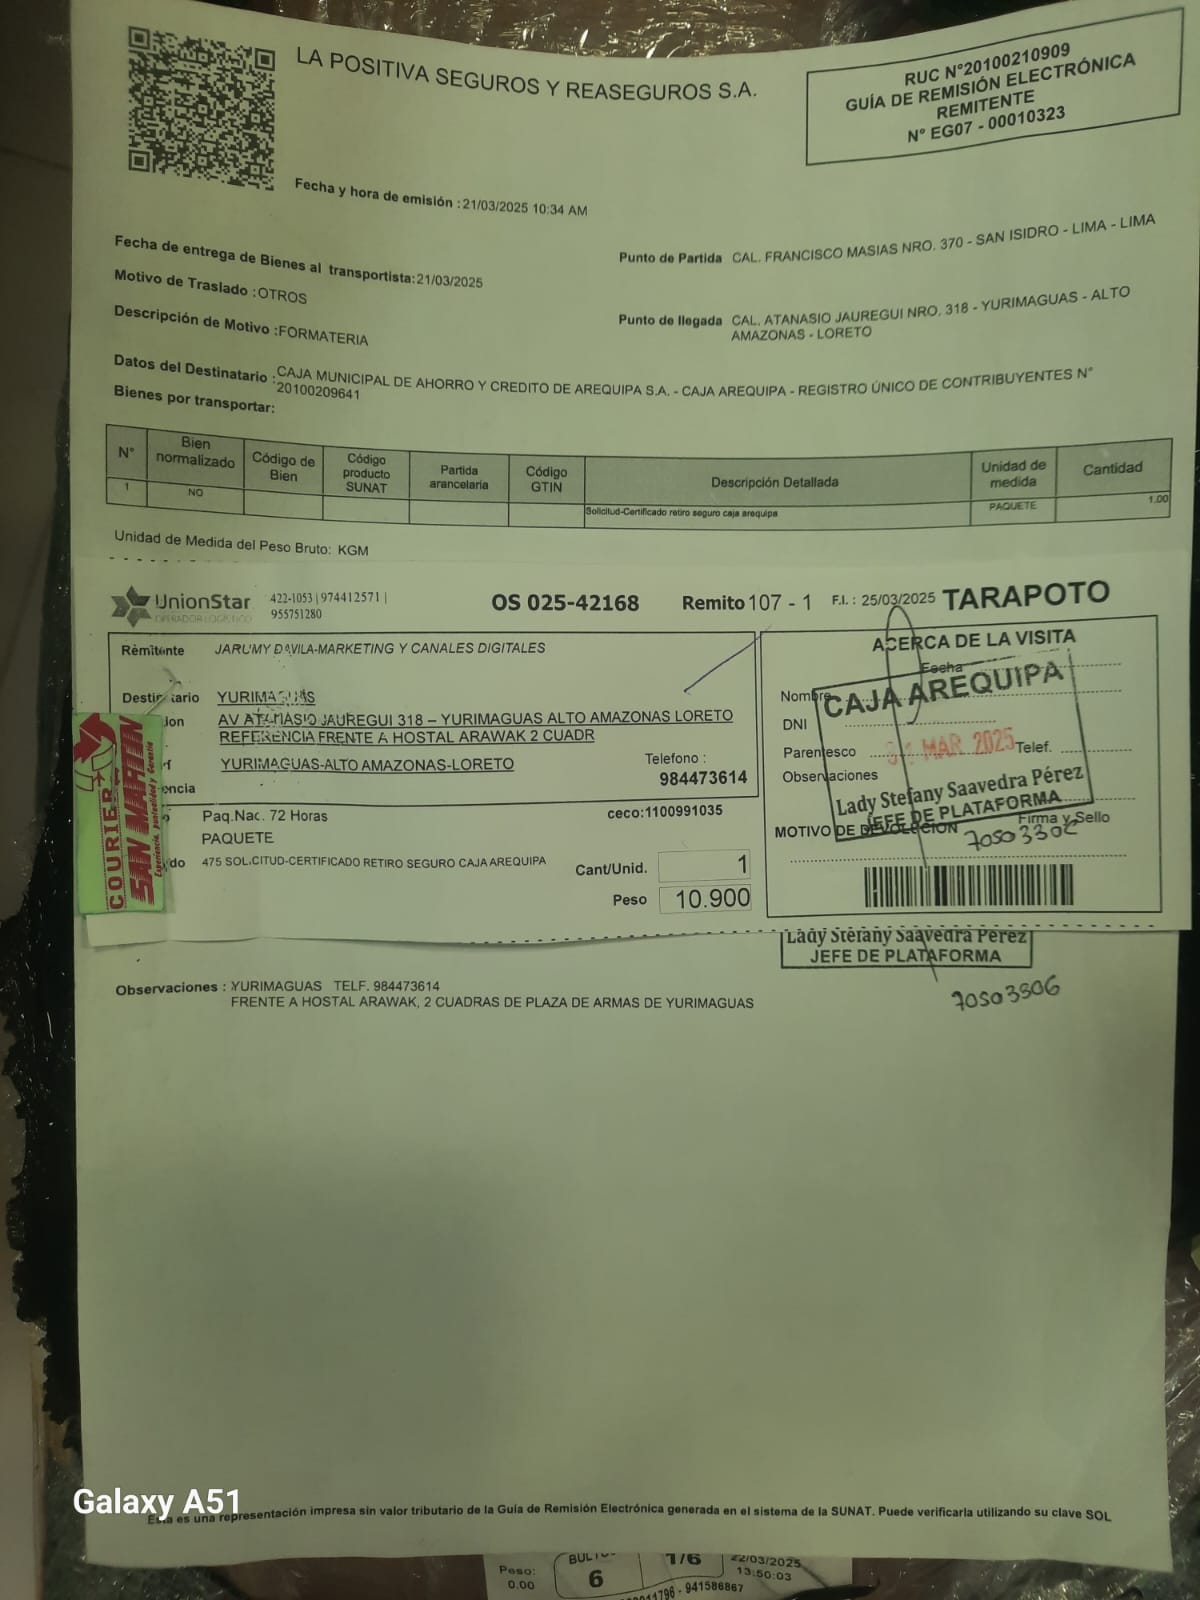 LA POSITIVA SEGUROS Y REASEGUROS S.A.
RUC N°20100210909
GUÍA DE REMISIÓN ELECTRÓNICA
REMITENTE
N° EG07 - 00010323
Fecha y hora de emisión : 21/03/2025 10:34 AM
Fecha de entrega de Bienes al transportista: 21/03/2025
Motivo de Traslado : OTROS
Descripción de Motivo : FORMATERIA
Punto de Partida CAL. FRANCISCO MASIAS NRO. 370 - SAN ISIDRO - LIMA - LIMA
Punto de llegada CAL. ATANASIO JAUREGUI NRO. 318 - YURIMAGUAS - ALTO
AMAZONAS - LORETO
Datos del Destinatario : CAJA MUNICIPAL DE AHORRO Y CREDITO DE AREQUIPA S.A. - CAJA AREQUIPA - REGISTRO ÚNICO DE CONTRIBUYENTES N°
20100209641
Bienes por transportar:
N° Bien normalizado Código de Bien Código producto SUNAT Partida arancelaria Código GTIN Descripción Detallada Unidad de medida Cantidad
1 NO Solicitud-Certificado retiro seguro caja arequipa PAQUETE 1.00
Unidad de Medida del Peso Bruto: KGM
UnionStar
OPERADOR LOGISTICO
422-1053 | 974412571 |
955751280
OS 025-42168 Remito 107 - 1 F.I. : 25/03/2025 TARAPOTO
Remitente JARUMY DAVILA-MARKETING Y CANALES DIGITALES
Destinatario YURIMAGUAS
ion AV ATANASIO JAUREGUI 318 – YURIMAGUAS ALTO AMAZONAS LORETO
REFERENCIA FRENTE A HOSTAL ARAWAK 2 CUADR
YURIMAGUAS-ALTO AMAZONAS-LORETO
encia
Telefono :
984473614
Paq.Nac. 72 Horas
ceco:1100991035
PAQUETE
do 475 SOL.CITUD-CERTIFICADO RETIRO SEGURO CAJA AREQUIPA
Cant/Unid. 1
Peso 10.900
COURIER
SAN MARTIN
Experiencia, puntualidad y Garantía
ACERCA DE LA VISITA
Fecha
Nombre
DNI
Parentesco Telef.
Observaciones
Firma y Sello
MOTIVO DE DEVOLUCION
CAJA AREQUIPA
MAR 2025
Lady Stefany Saavedra Pérez
JEFE DE PLATAFORMA
Lady Stefany Saavedra Pérez
JEFE DE PLATAFORMA
Observaciones : YURIMAGUAS TELF. 984473614
FRENTE A HOSTAL ARAWAK, 2 CUADRAS DE PLAZA DE ARMAS DE YURIMAGUAS
Galaxy A51
Esta es una representación impresa sin valor tributario de la Guía de Remisión Electrónica generada en el sistema de la SUNAT. Puede verificarla utilizando su clave SOL
Peso:
0.00
6
1/6
22/03/2025
13:50:03
- 941586867